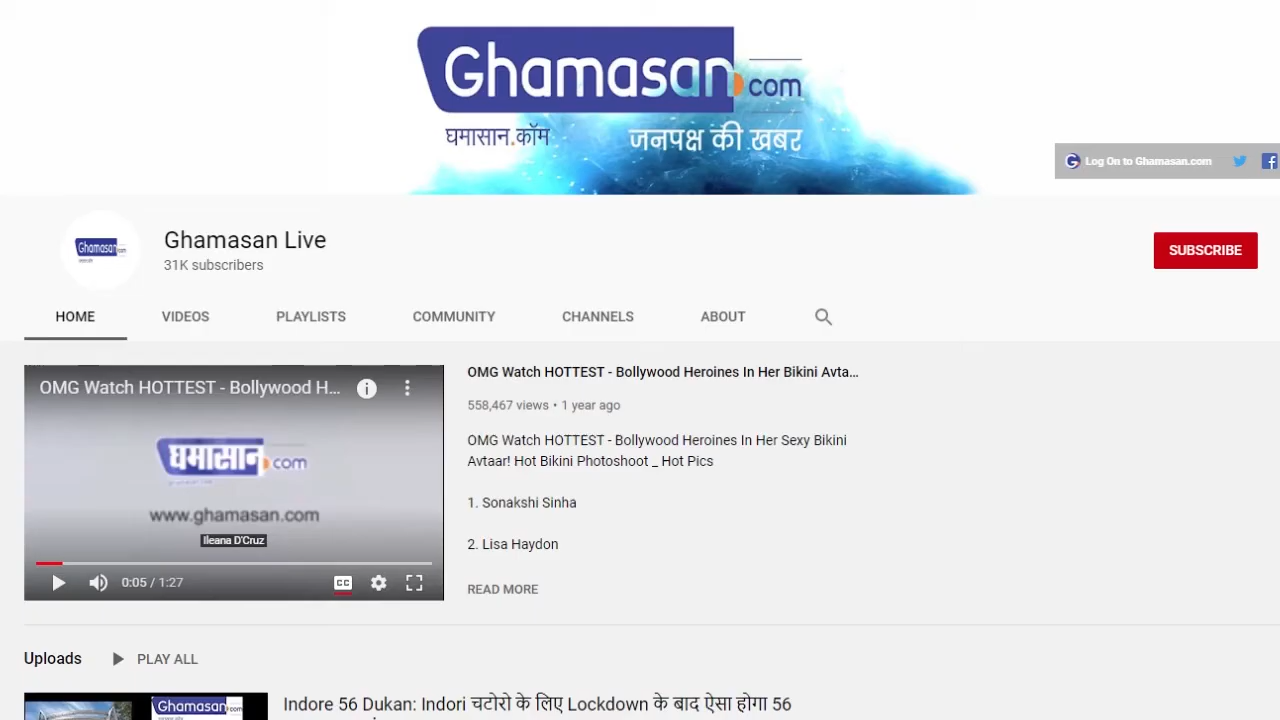 Ghamasan.com
घमासान.कॉम
जनपक्ष की खबर
Log On to Ghamasan.com
Ghamasan.com
Ghamasan Live
31K subscribers
SUBSCRIBE
HOME VIDEOS PLAYLISTS COMMUNITY CHANNELS ABOUT
OMG Watch HOTTEST - Bollywood H...
घमासान.com
www.ghamasan.com
Ileana D'Cruz
0:05 / 1:27
CC
OMG Watch HOTTEST - Bollywood Heroines In Her Bikini Avta...
558,467 views • 1 year ago
OMG Watch HOTTEST - Bollywood Heroines In Her Sexy Bikini
Avtaar! Hot Bikini Photoshoot _ Hot Pics
1. Sonakshi Sinha
2. Lisa Haydon
READ MORE
Uploads PLAY ALL
Ghamasan.com
Indore 56 Dukan: Indori चटोरो के लिए Lockdown के बाद ऐसा होगा 56